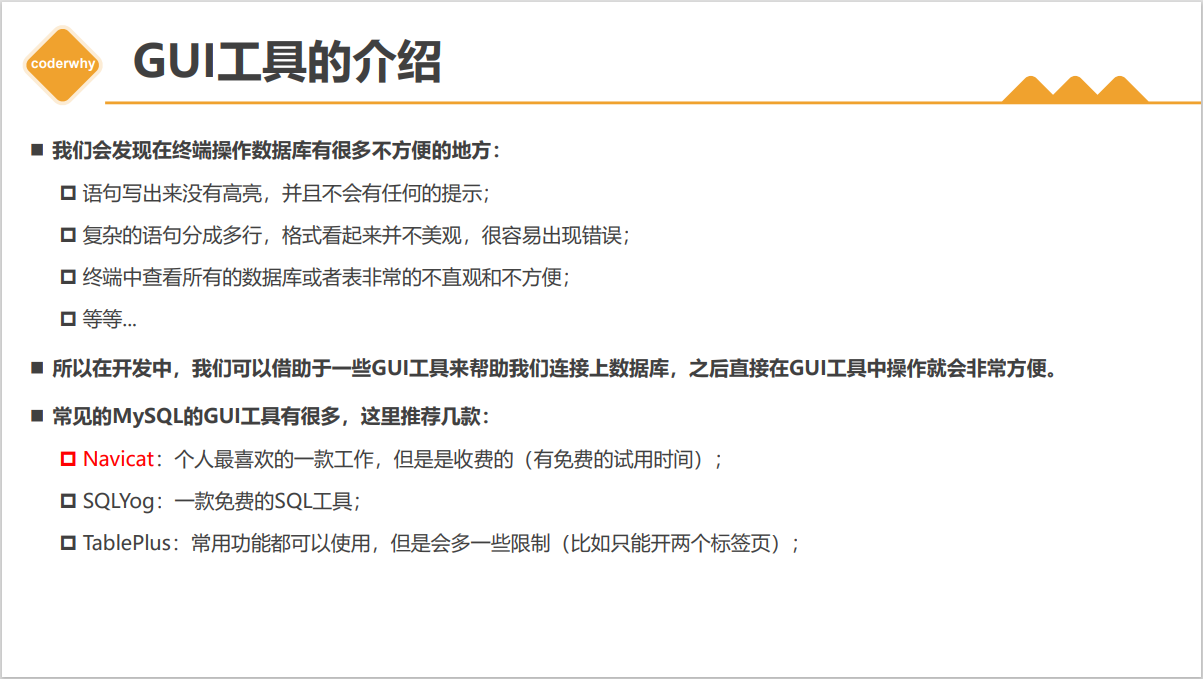 coderwhy
GUI工具的介绍
我们会发现在终端操作数据库有很多不方便的地方：
语句写出来没有高亮，并且不会有任何的提示；
复杂的语句分成多行，格式看起来并不美观，很容易出现错误；
终端中查看所有的数据库或者表非常的不直观和不方便；
等等…
所以在开发中，我们可以借助于一些GUI工具来帮助我们连接上数据库，之后直接在GUI工具中操作就会非常方便。
常见的MySQL的GUI工具有很多，这里推荐几款：
Navicat：个人最喜欢的一款工作，但是是收费的（有免费的试用时间）；
SQLYog：一款免费的SQL工具；
TablePlus：常用功能都可以使用，但是会多一些限制（比如只能开两个标签页）；